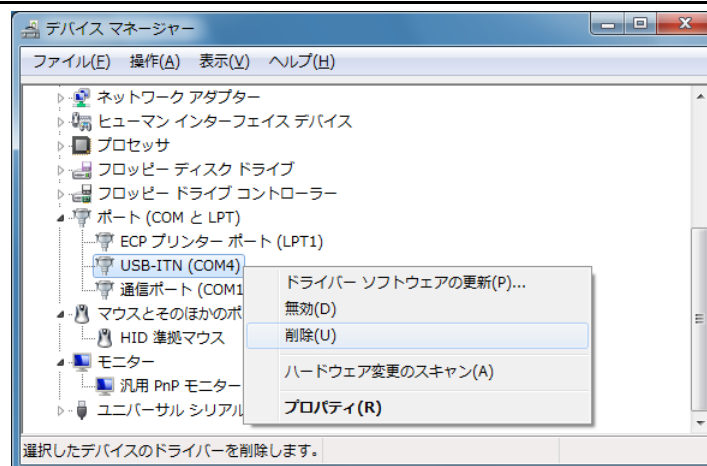 デバイス マネージャー
ファイル(F) 操作(A) 表示(V) ヘルプ(H)
ネットワーク アダプター
ヒューマン インターフェイス デバイス
プロセッサ
フロッピー ディスク ドライブ
フロッピー ドライブ コントローラー
ポート (COM と LPT)
ECP プリンター ポート (LPT1)
USB-ITN (COM4)
通信ポート (COM1
マウスとそのほかのポ
HID 準拠マウス
モニター
汎用 PnP モニター
ユニバーサル シリアル
ドライバー ソフトウェアの更新(P)...
無効(D)
削除(U)
ハードウェア変更のスキャン(A)
プロパティ(R)
選択したデバイスのドライバーを削除します。